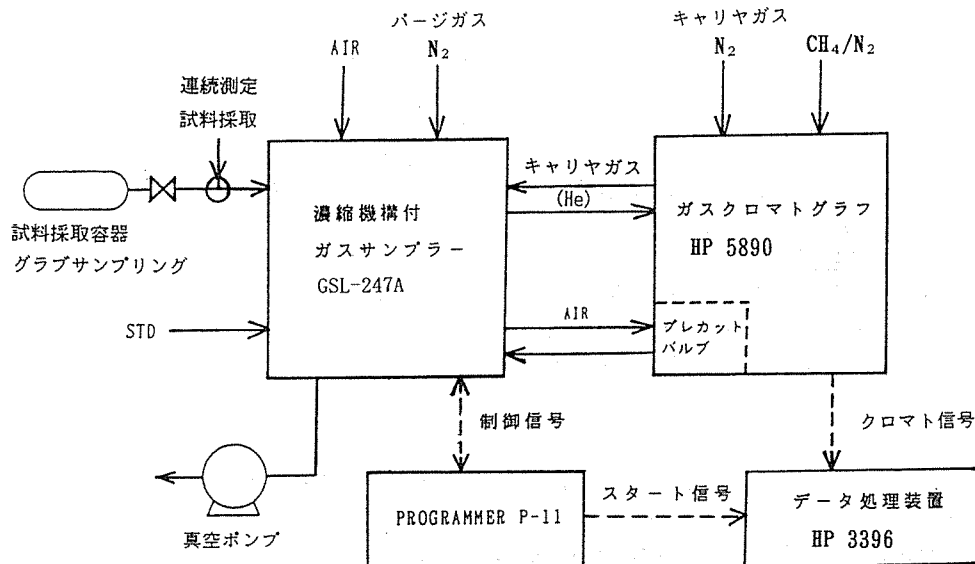 パージガス
キャリヤガス
AIR
N₂
N₂
CH₄/N₂
連続測定
試料採取
キャリヤガス
(He)
濃縮機構付
ガスサンプラー
GSL-247A
ガスクロマトグラフ
HP 5890
試料採取容器
グラブサンプリング
STD
AIR
プレカット
バルブ
制御信号
クロマト信号
PROGRAMMER P-11
スタート信号
データ処理装置
HP 3396
真空ポンプ